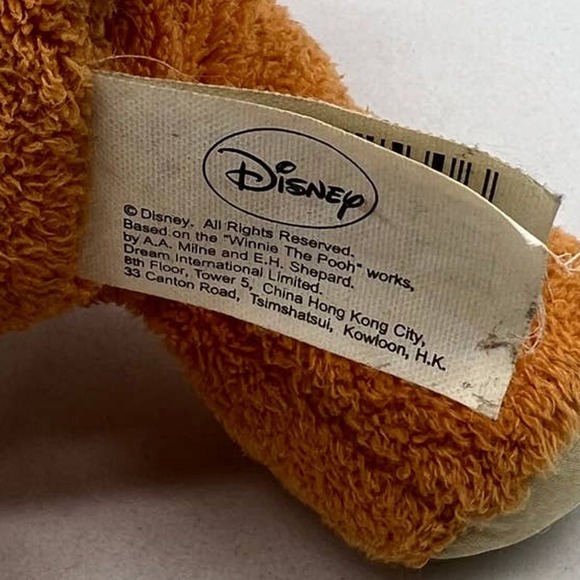 Disney
© Disney. All Rights Reserved.
Based on the "Winnie The Pooh" works,
by A.A. Milne and E.H. Shepard.
Dream International Limited.
8th Floor, Tower 5, China Hong Kong City,
33 Canton Road, Tsimshatsui, Kowloon, H.K.